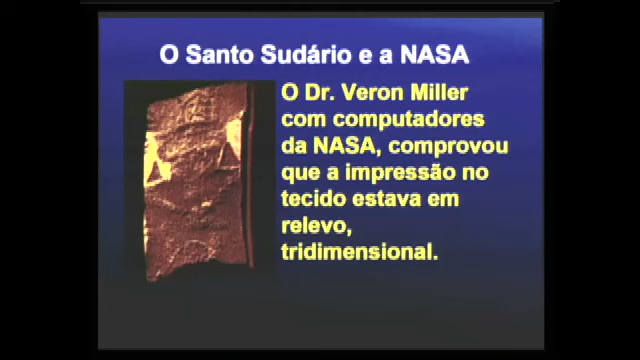 O Santo Sudário e a NASA
O Dr. Veron Miller
com computadores
da NASA, comprovou
que a impressão no
tecido estava em
relevo,
tridimensional.